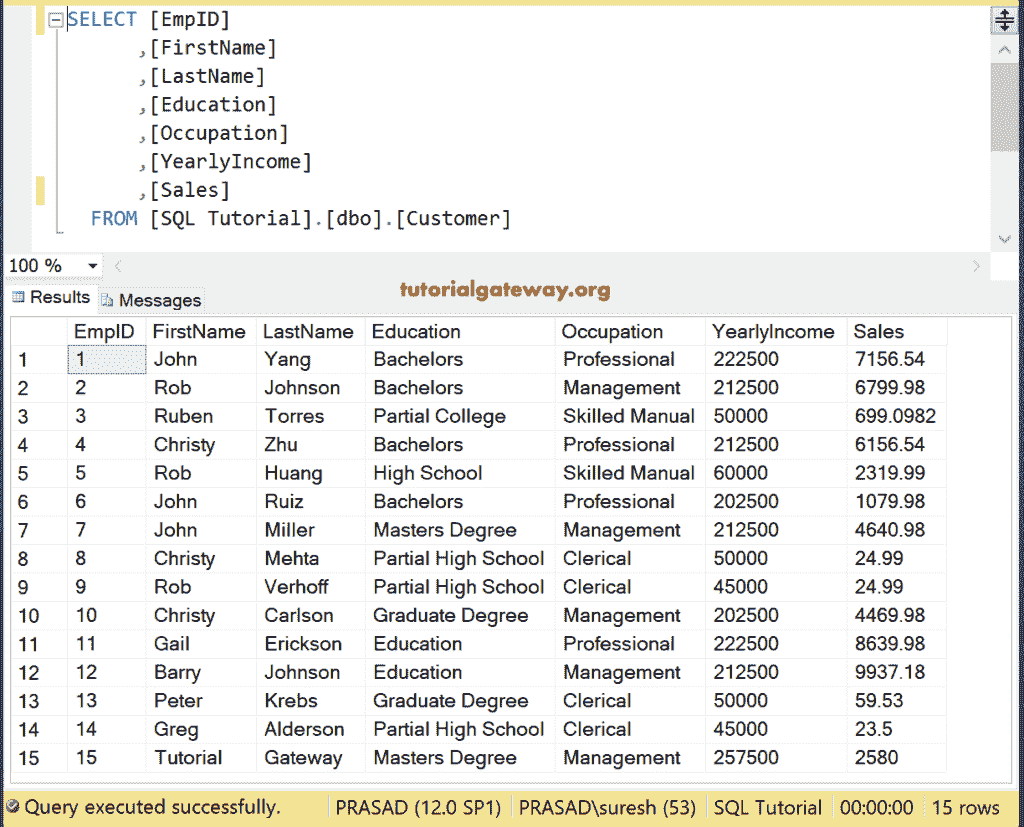 SELECT [EmpID]
,[FirstName]
,[LastName]
,[Education]
,[Occupation]
,[YearlyIncome]
,[Sales]
FROM [SQL Tutorial].[dbo].[Customer]
100 %
tutorialgateway.org
Results Messages
EmpID FirstName LastName Education Occupation YearlyIncome Sales
1 1 John Yang Bachelors Professional 222500 7156.54
2 2 Rob Johnson Bachelors Management 212500 6799.98
3 3 Ruben Torres Partial College Skilled Manual 50000 699.0982
4 4 Christy Zhu Bachelors Professional 212500 6156.54
5 5 Rob Huang High School Skilled Manual 60000 2319.99
6 6 John Ruiz Bachelors Professional 202500 1079.98
7 7 John Miller Masters Degree Management 212500 4640.98
8 8 Christy Mehta Partial High School Clerical 50000 24.99
9 9 Rob Verhoff Partial High School Clerical 45000 24.99
10 10 Christy Carlson Graduate Degree Management 202500 4469.98
11 11 Gail Erickson Education Professional 222500 8639.98
12 12 Barry Johnson Education Management 212500 9937.18
13 13 Peter Krebs Graduate Degree Clerical 50000 59.53
14 14 Greg Alderson Partial High School Clerical 45000 23.5
15 15 Tutorial Gateway Masters Degree Management 257500 2580
Query executed successfully. PRASAD (12.0 SP1) PRASAD\suresh (53) SQL Tutorial 00:00:00 15 rows